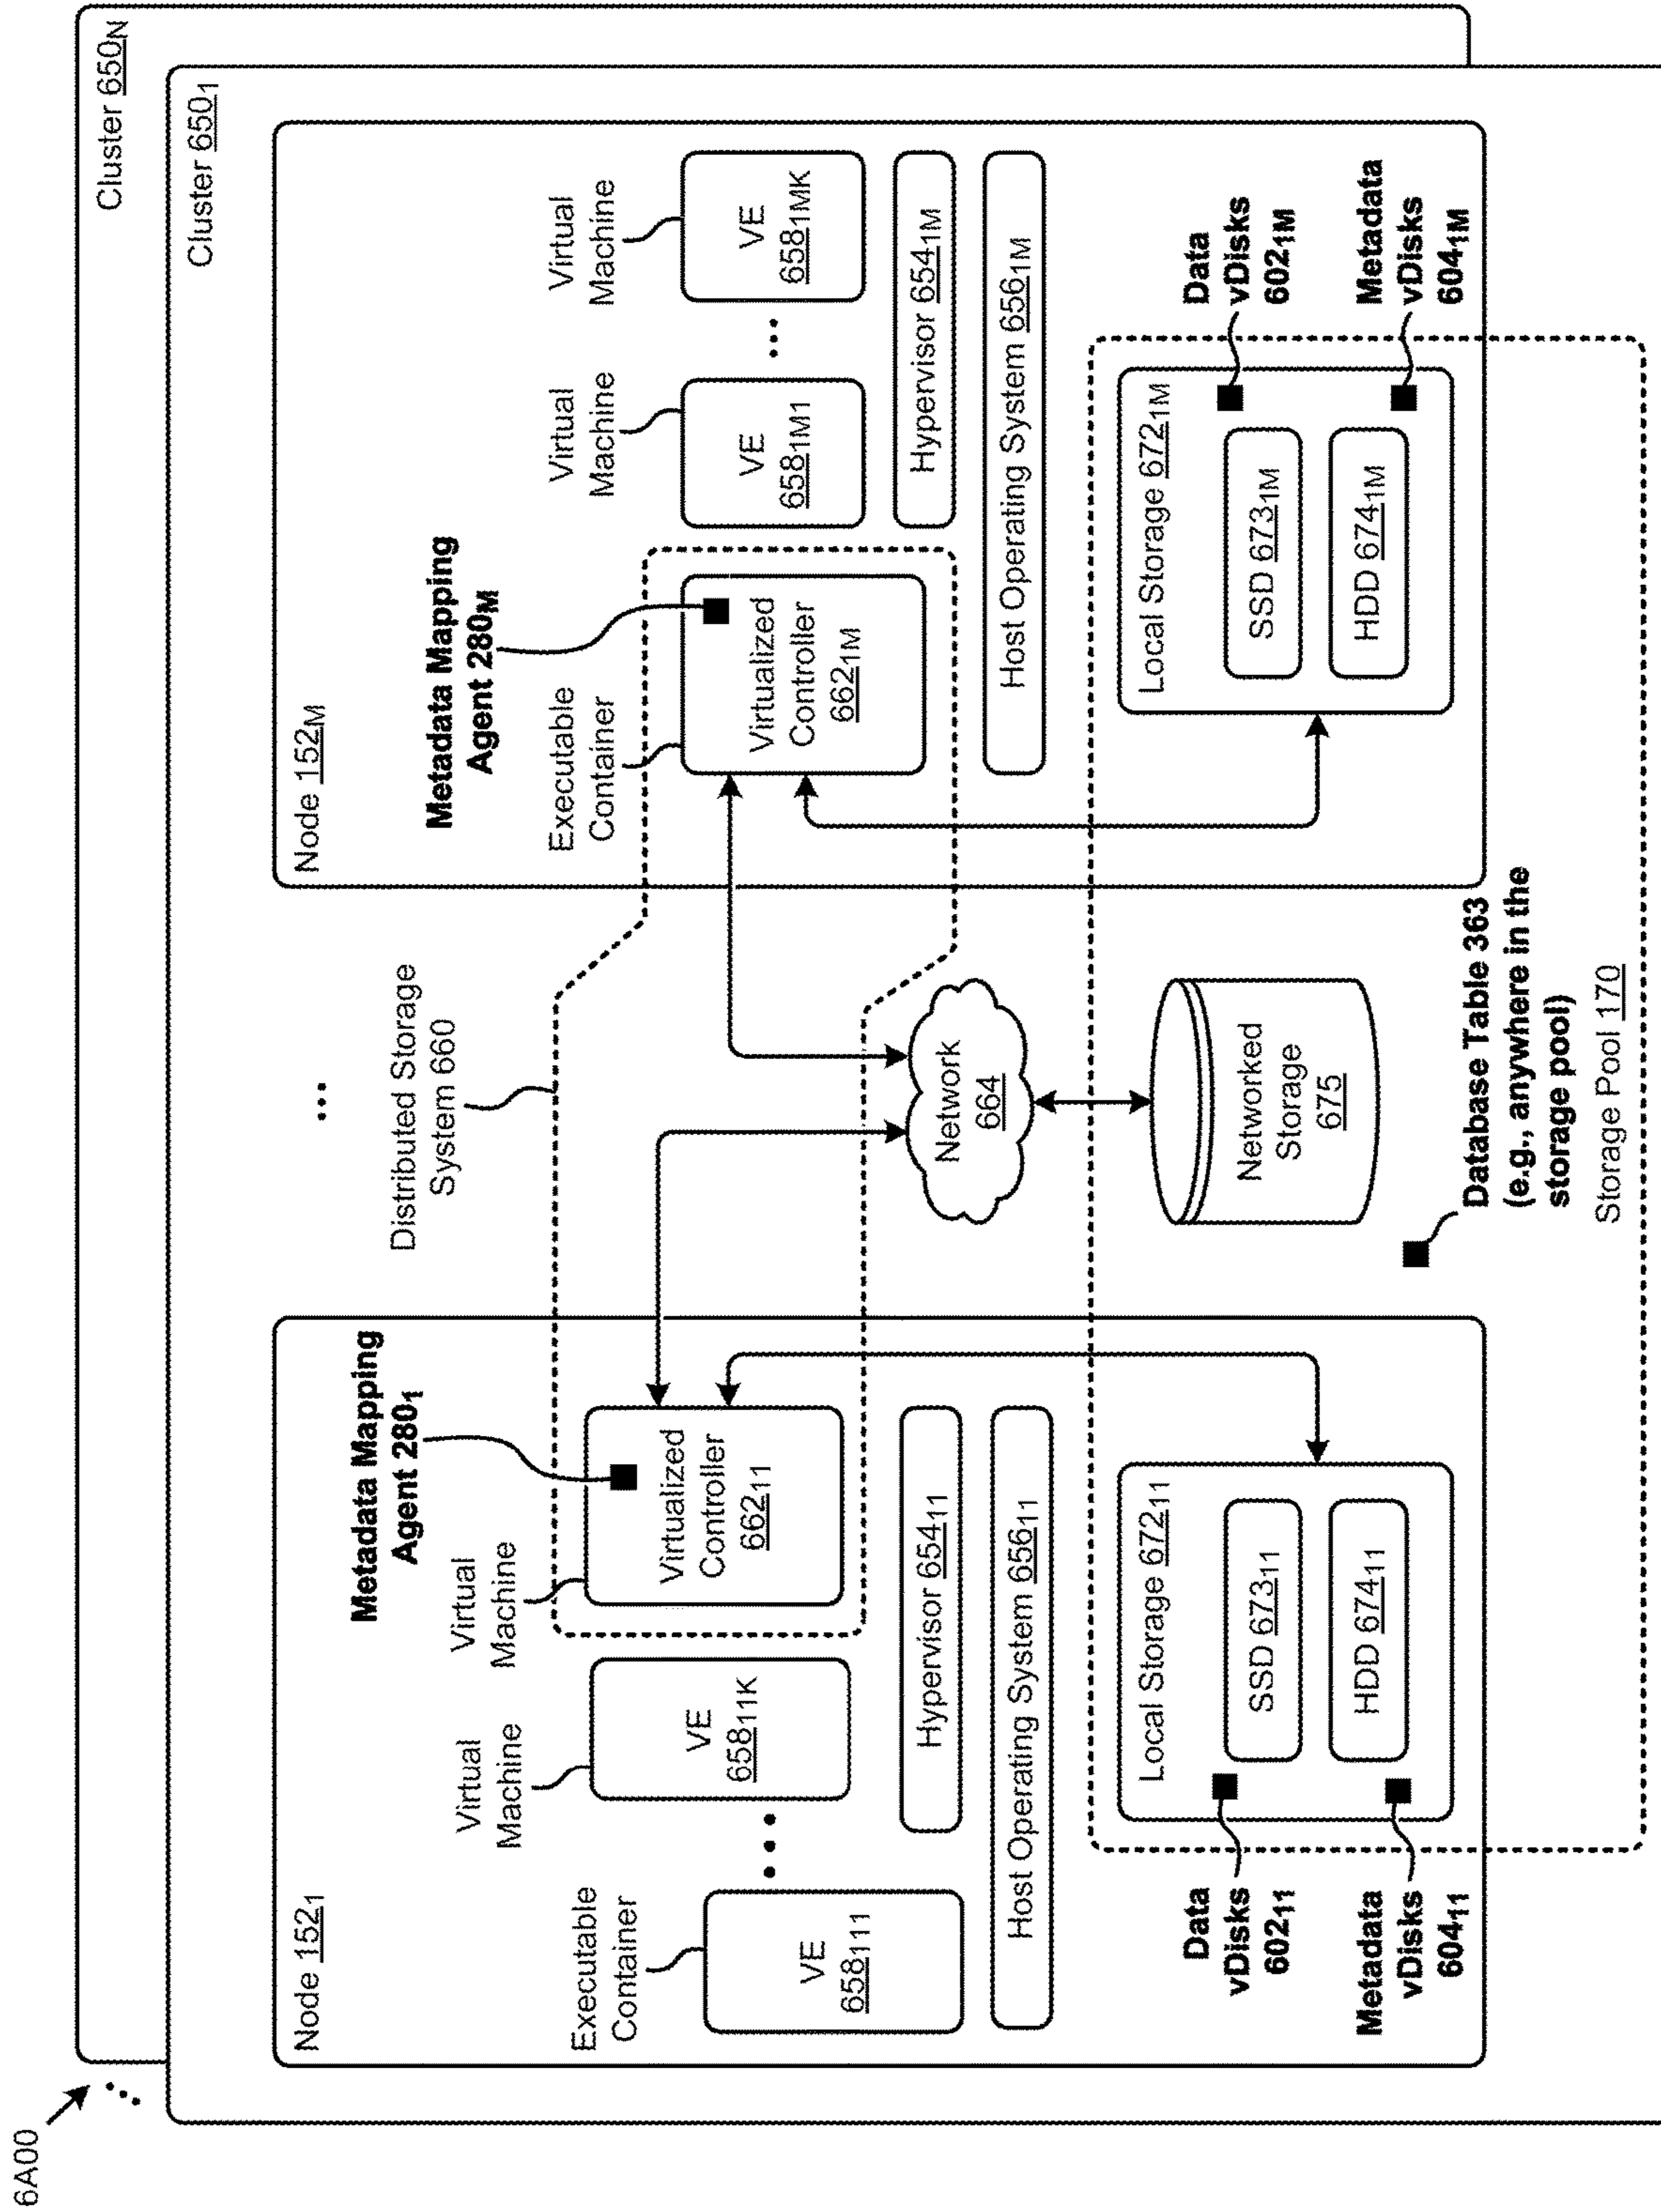 6A00
Cluster 650N
Cluster 6501
Node 1521
Metadata Mapping
Agent 2801
Virtual
Machine
Virtual
Machine
Executable
Container
VE
658111
VE
65811K
Virtualized
Controller
66211
Hypervisor 65411
Host Operating System 65611
Local Storage 67211
SSD 67311
HDD 67411
Data
vDisks
60211
Metadata
vDisks
60411
Distributed Storage
System 660
Network
664
Networked
Storage
675
Database Table 363
(e.g., anywhere in the
storage pool)
Storage Pool 170
Node 152M
Metadata Mapping
Agent 280M
Executable
Container
Virtual
Machine
Virtual
Machine
Virtualized
Controller
6621M
VE
6581M1
VE
6581MK
Hypervisor 6541M
Host Operating System 6561M
Local Storage 6721M
SSD 6731M
HDD 6741M
Data
vDisks
6021M
Metadata
vDisks
6041M